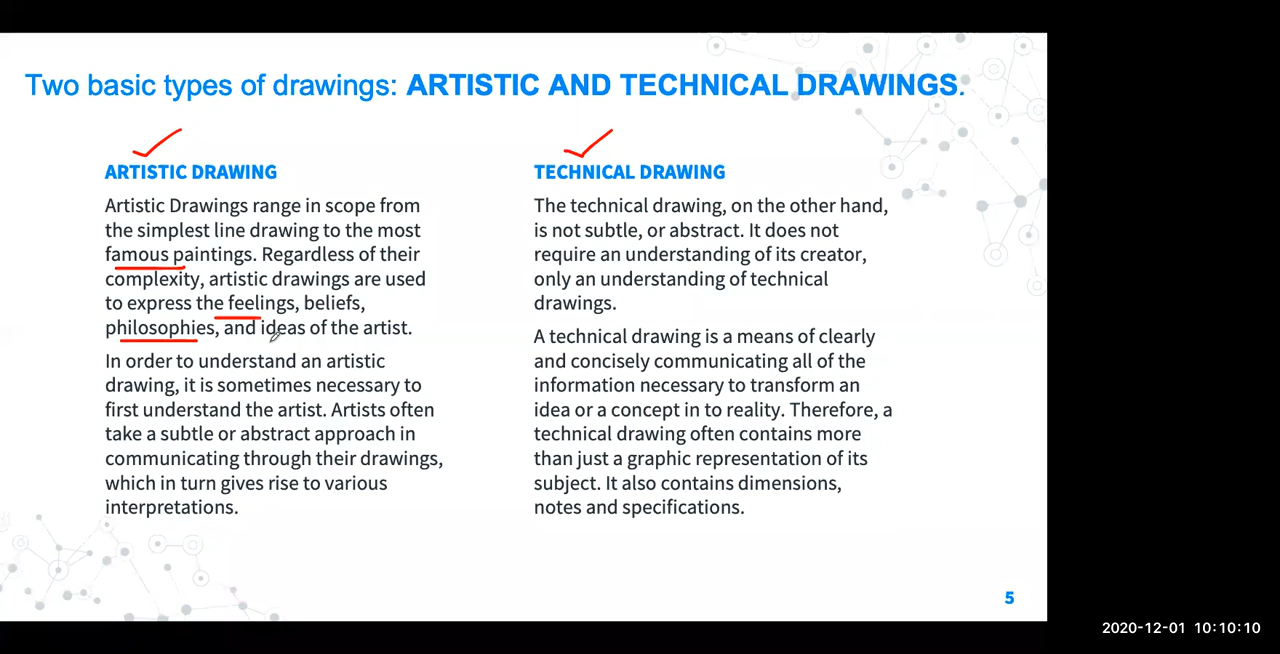 Two basic types of drawings: ARTISTIC AND TECHNICAL DRAWINGS.
ARTISTIC DRAWING
Artistic Drawings range in scope from
the simplest line drawing to the most
famous paintings. Regardless of their
complexity, artistic drawings are used
to express the feelings, beliefs,
philosophies, and ideas of the artist.
In order to understand an artistic
drawing, it is sometimes necessary to
first understand the artist. Artists often
take a subtle or abstract approach in
communicating through their drawings,
which in turn gives rise to various
interpretations.
TECHNICAL DRAWING
The technical drawing, on the other hand,
is not subtle, or abstract. It does not
require an understanding of its creator,
only an understanding of technical
drawings.
A technical drawing is a means of clearly
and concisely communicating all of the
information necessary to transform an
idea or a concept in to reality. Therefore, a
technical drawing often contains more
than just a graphic representation of its
subject. It also contains dimensions,
notes and specifications.
5
2020-12-01 10:10:10